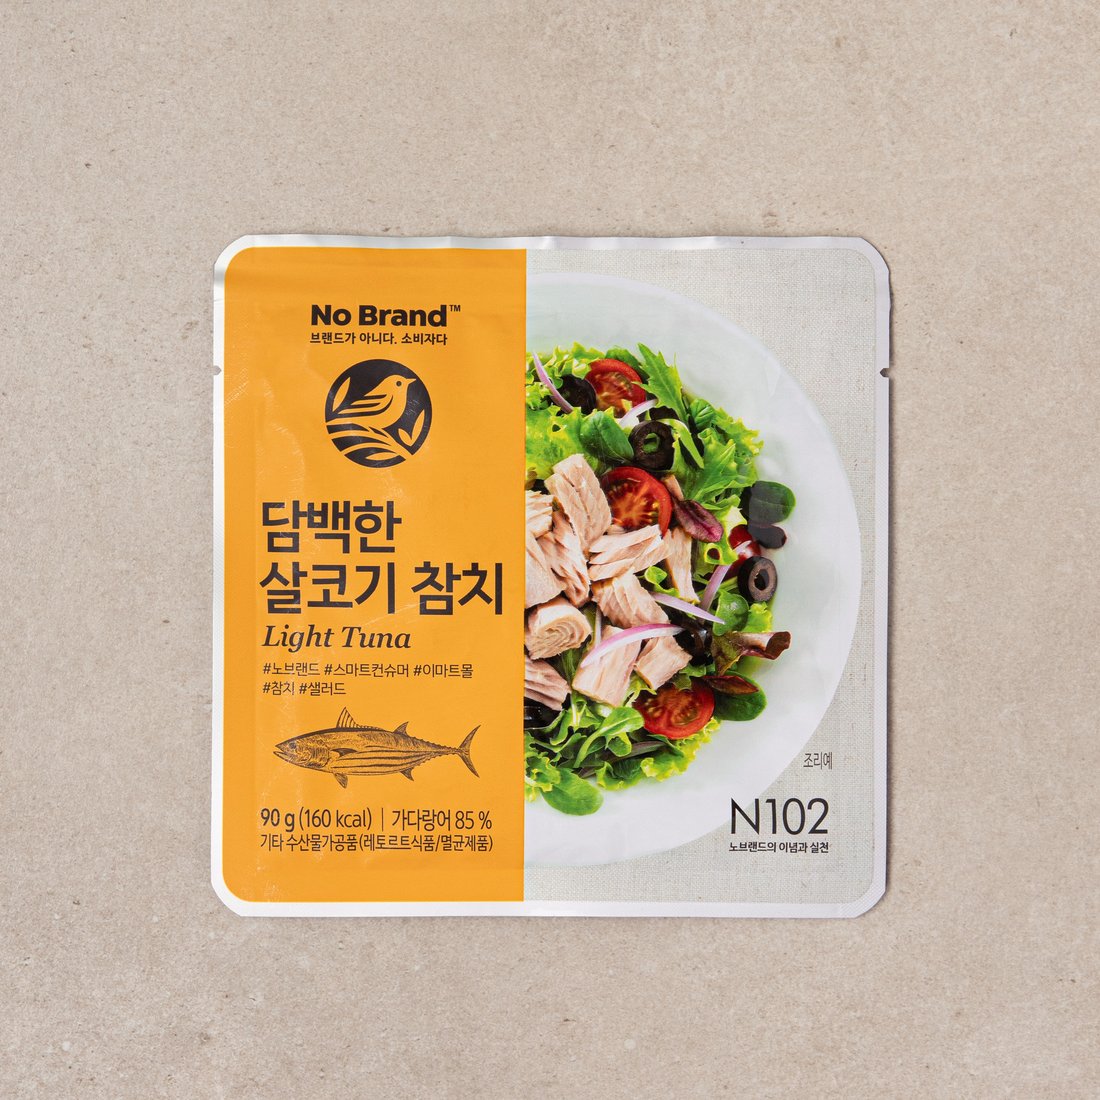 No Brand™
브랜드가 아니다. 소비자다
담백한
살코기 참치
Light Tuna
#노브랜드 #스마트컨슈머 #이마트몰
#참치 #샐러드
90 g (160 kcal) | 가다랑어 85 %
기타 수산물가공품(레토르트식품/멸균제품)
조리예
N102
노브랜드의 이념과 실천